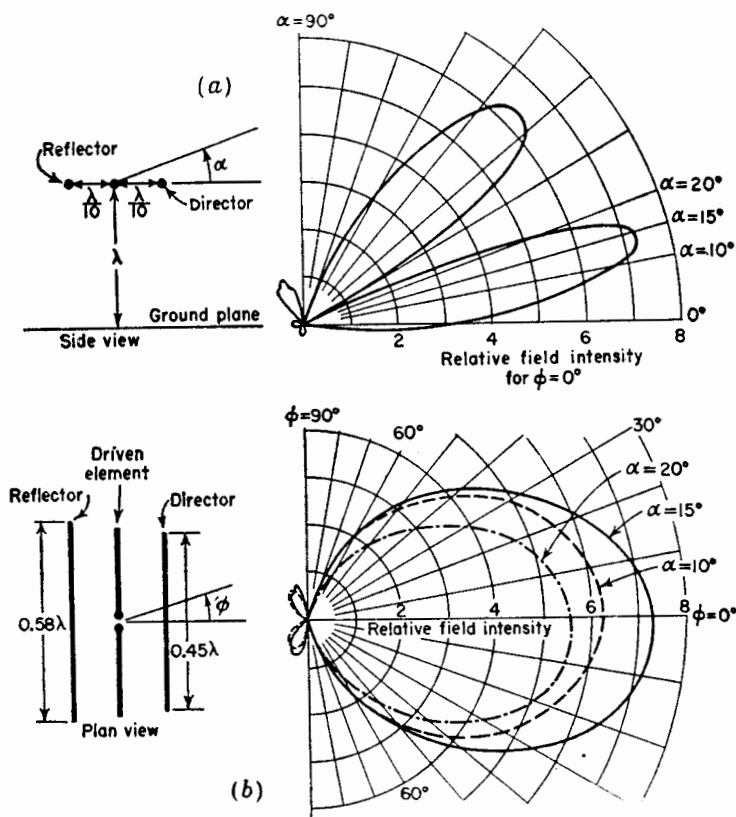 α=90°
(a)
Reflector
α
λ/10
λ/10
Director
λ
Ground plane
Side view
α=20°
α=15°
α=10°
0°
2
4
6
8
Relative field intensity
for ϕ=0°
ϕ=90°
60°
30°
α=20°
α=15°
α=10°
Driven
element
Reflector
Director
ϕ
0.58λ
0.45λ
Plan view
2
4
6
8
ϕ=0°
Relative field intensity
60°
(b)